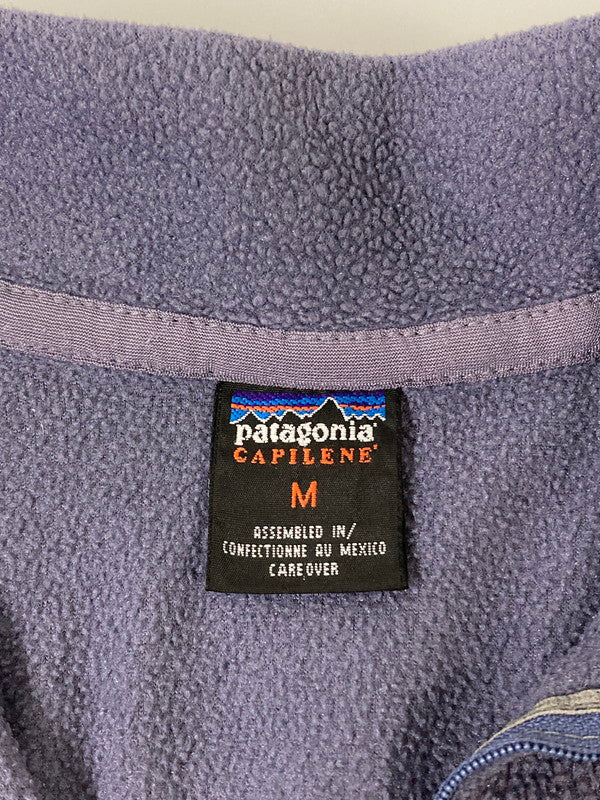 patagonia®
CAPILENE®
M
ASSEMBLED IN/
CONFECTIONNE AU MEXICO
CARE OVER